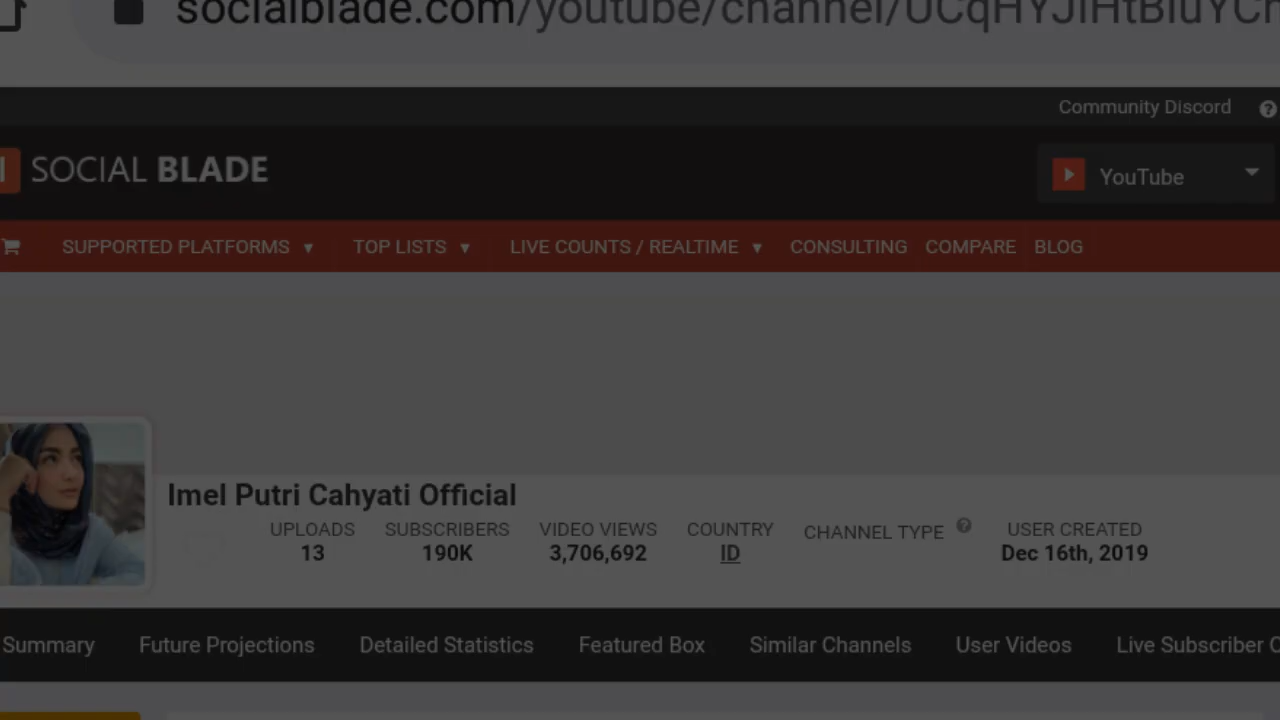 socialblade.com/youtube/channel/
Community Discord
SOCIAL BLADE
YouTube
SUPPORTED PLATFORMS TOP LISTS LIVE COUNTS / REALTIME CONSULTING COMPARE BLOG
Imel Putri Cahyati Official
UPLOADS SUBSCRIBERS VIDEO VIEWS COUNTRY CHANNEL TYPE USER CREATED
13 190K 3,706,692 ID Dec 16th, 2019
Summary Future Projections Detailed Statistics Featured Box Similar Channels User Videos Live Subscriber